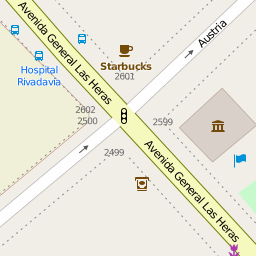 Avenida General Las Heras
Austria
Starbucks
2601
Hospital
Rivadavia
2602
2500
2599
2499
Avenida General Las Heras